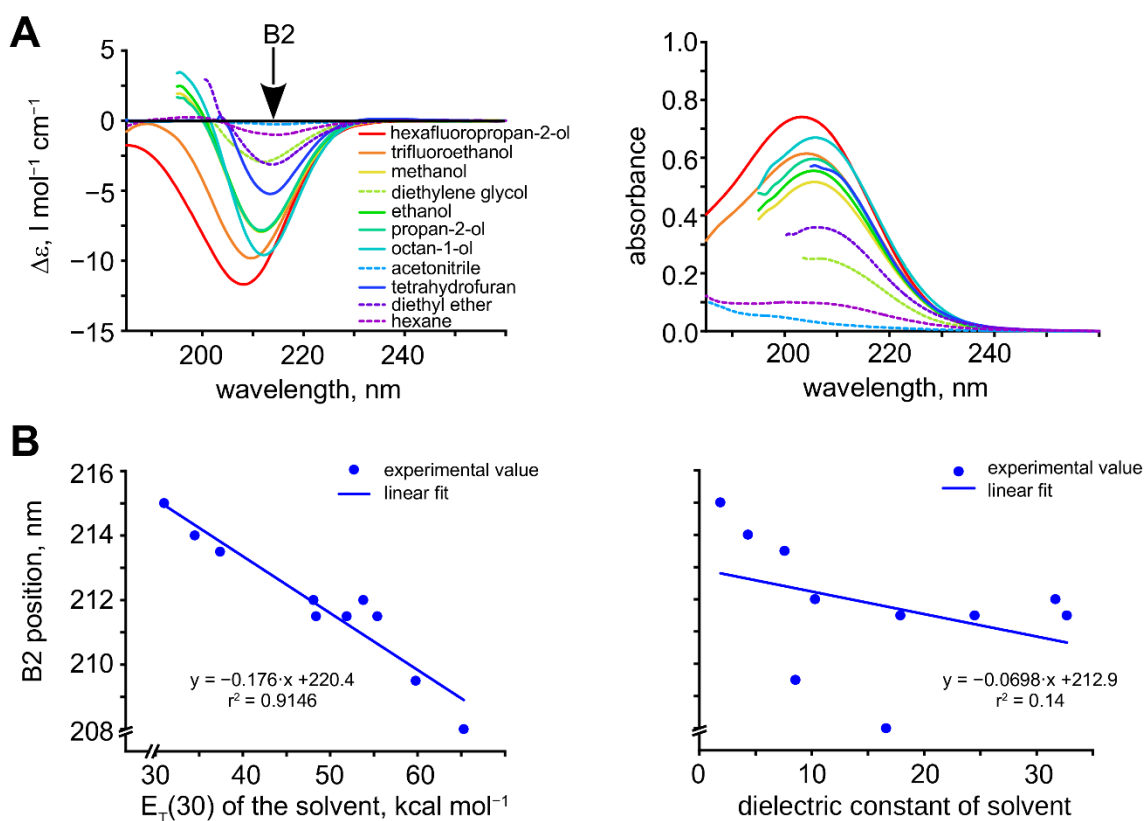 A
B2
5
0
−5
−10
−15
Δε, l mol⁻¹ cm⁻¹
200
220
240
wavelength, nm
hexafluoropropan-2-ol
trifluoroethanol
methanol
diethylene glycol
ethanol
propan-2-ol
octan-1-ol
acetonitrile
tetrahydrofuran
diethyl ether
hexane
1.0
0.8
0.6
0.4
0.2
0.0
absorbance
200
220
240
wavelength, nm
B
216
214
212
210
208
B2 position, nm
experimental value
linear fit
y = −0.176·x +220.4
r² = 0.9146
30
40
50
60
E_T(30) of the solvent, kcal mol⁻¹
experimental value
linear fit
y = −0.0698·x +212.9
r² = 0.14
0
10
20
30
dielectric constant of solvent